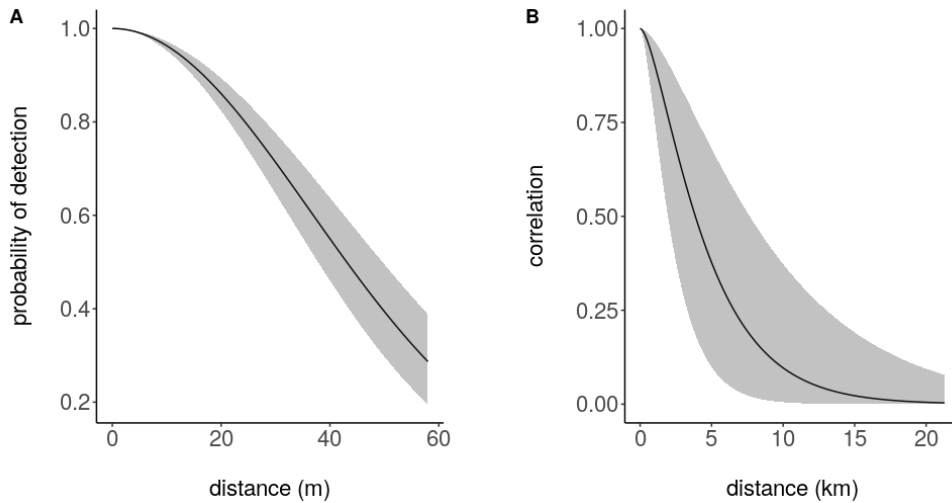 A
1.0
0.8
0.6
0.4
0.2
probability of detection
0 20 40 60
distance (m)
B
1.00
0.75
0.50
0.25
0.00
correlation
0 5 10 15 20
distance (km)